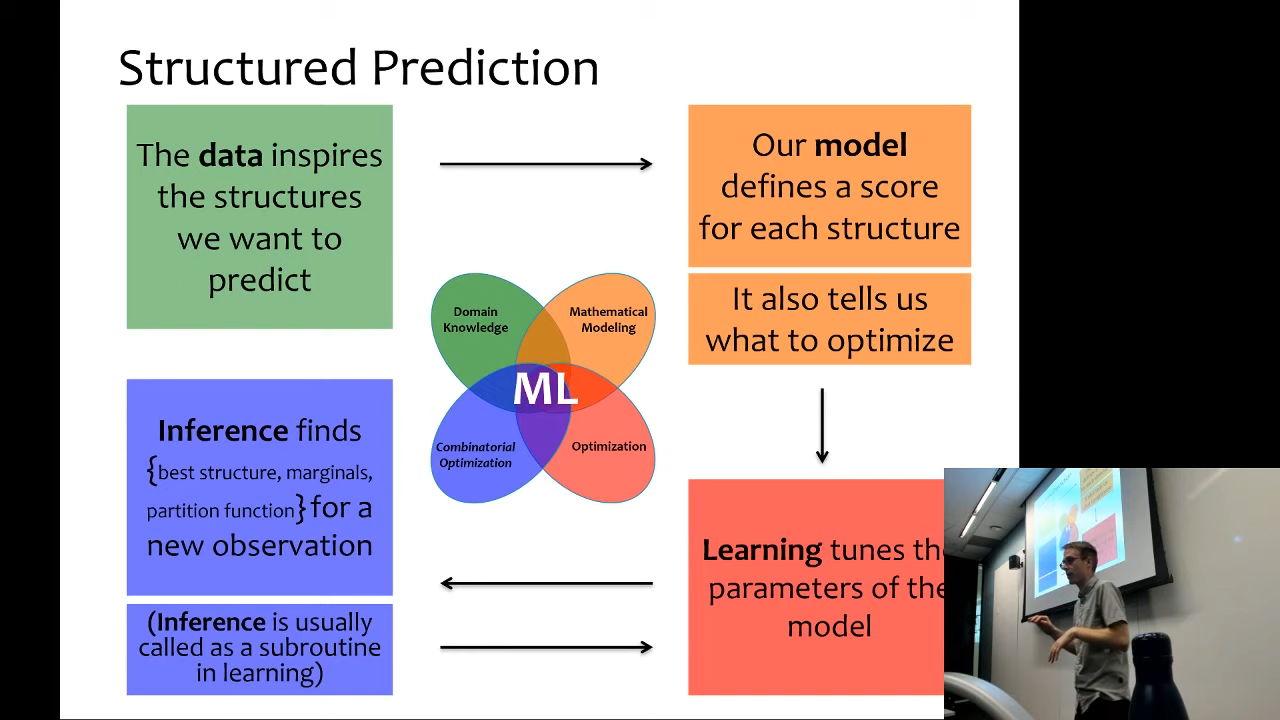 Structured Prediction
The data inspires
the structures
we want to
predict
Our model
defines a score
for each structure
It also tells us
what to optimize
Domain
Knowledge
Mathematical
Modeling
ML
Combinatorial
Optimization
Optimization
Inference finds
{best structure, marginals,
partition function} for a
new observation
(Inference is usually
called as a subroutine
in learning)
Learning tunes the
parameters of the
model